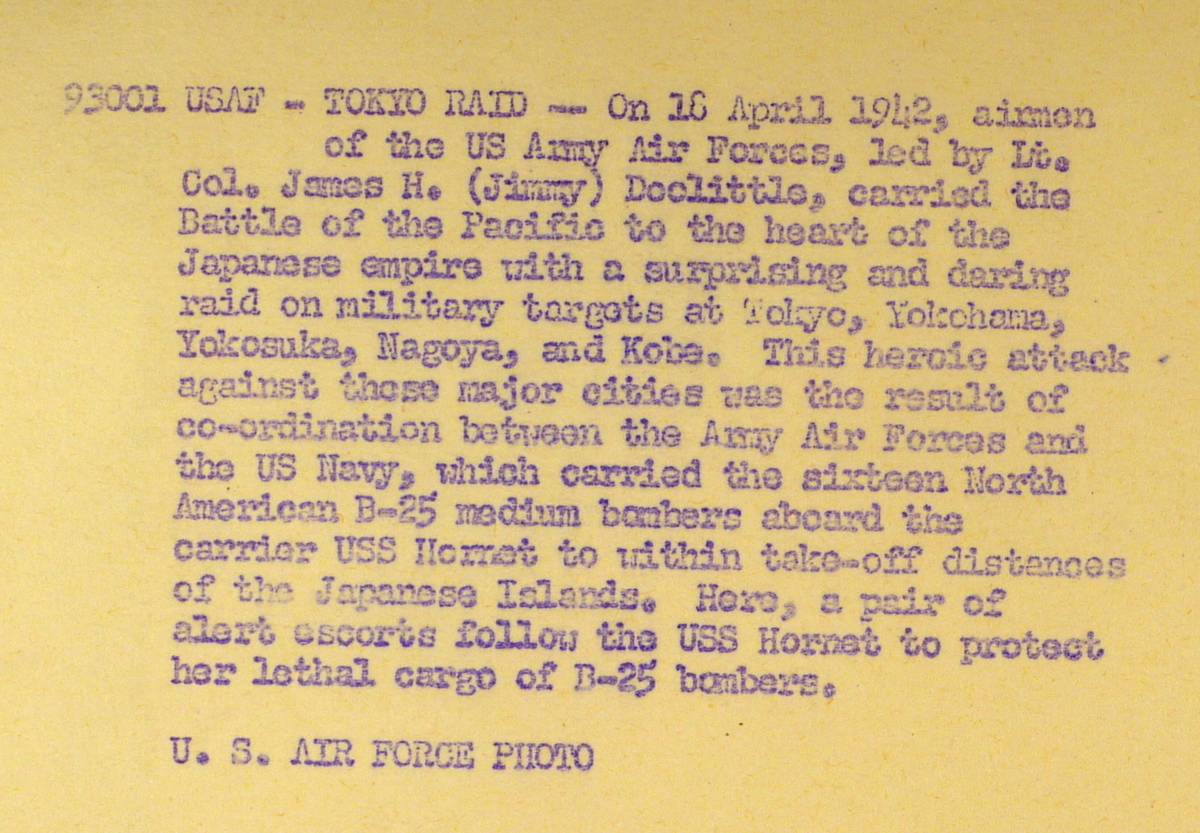 93001 USAF - TOKYO RAID -- On 18 April 1942, airmen
of the US Army Air Forces, led by Lt.
Col. James H. (Jimmy) Doolittle, carried the
Battle of the Pacific to the heart of the
Japanese empire with a surprising and daring
raid on military targets at Tokyo, Yokohama,
Yokosuka, Nagoya, and Kobe.  This heroic attack
against these major cities was the result of
co-ordination between the Army Air Forces and
the US Navy, which carried the sixteen North
American B-25 medium bombers aboard the
carrier USS Hornet to within take-off distances
of the Japanese Islands.  Here, a pair of
alert escorts follow the USS Hornet to protect
her lethal cargo of B-25 bombers.
U. S. AIR FORCE PHOTO